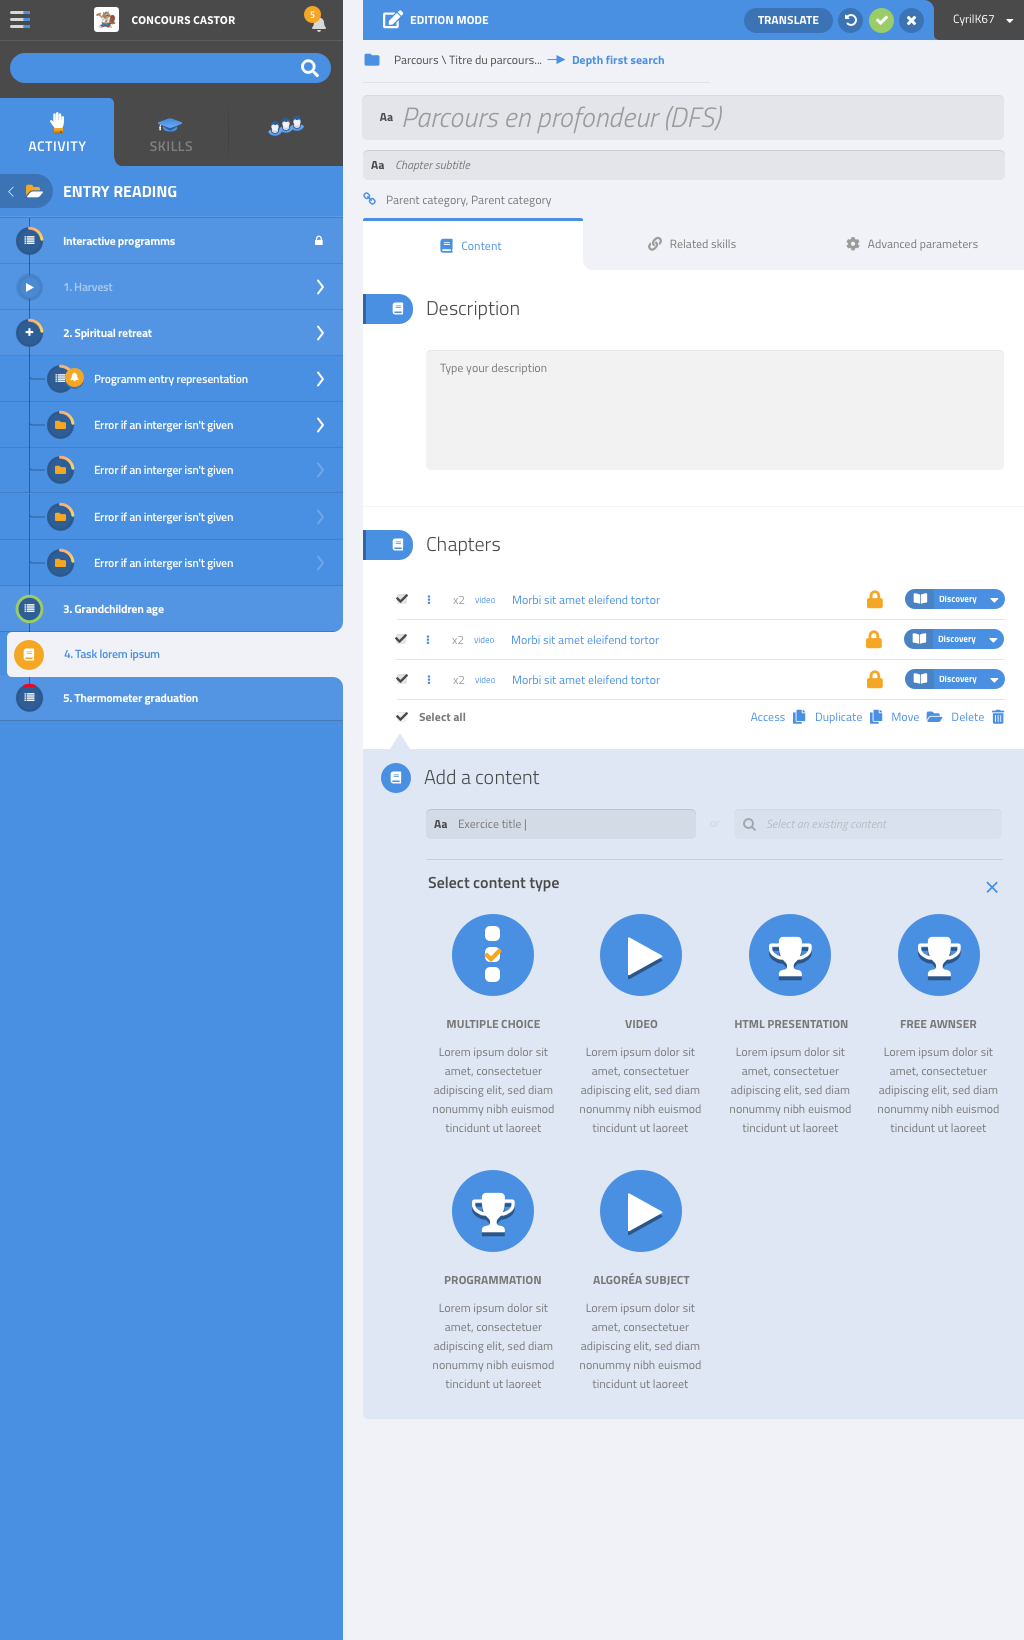 CONCOURS CASTOR
5
EDITION MODE
TRANSLATE
CyrilK67
ACTIVITY
SKILLS
ENTRY READING
Interactive programms
1. Harvest
2. Spiritual retreat
Programm entry representation
Error if an interger isn't given
Error if an interger isn't given
Error if an interger isn't given
Error if an interger isn't given
3. Grandchildren age
4. Task lorem ipsum
5. Thermometer graduation
Parcours \ Titre du parcours... Depth first search
Aa Parcours en profondeur (DFS)
Aa Chapter subtitle
Parent category, Parent category
Content
Related skills
Advanced parameters
Description
Type your description
Chapters
x2 video Morbi sit amet eleifend tortor Discovery
x2 video Morbi sit amet eleifend tortor Discovery
x2 video Morbi sit amet eleifend tortor Discovery
Select all Access Duplicate Move Delete
Add a content
Aa Exercice title | or Select an existing content
Select content type
MULTIPLE CHOICE
Lorem ipsum dolor sit
amet, consectetuer
adipiscing elit, sed diam
nonummy nibh euismod
tincidunt ut laoreet
VIDEO
Lorem ipsum dolor sit
amet, consectetuer
adipiscing elit, sed diam
nonummy nibh euismod
tincidunt ut laoreet
HTML PRESENTATION
Lorem ipsum dolor sit
amet, consectetuer
adipiscing elit, sed diam
nonummy nibh euismod
tincidunt ut laoreet
FREE AWNSER
Lorem ipsum dolor sit
amet, consectetuer
adipiscing elit, sed diam
nonummy nibh euismod
tincidunt ut laoreet
PROGRAMMATION
Lorem ipsum dolor sit
amet, consectetuer
adipiscing elit, sed diam
nonummy nibh euismod
tincidunt ut laoreet
ALGORÉA SUBJECT
Lorem ipsum dolor sit
amet, consectetuer
adipiscing elit, sed diam
nonummy nibh euismod
tincidunt ut laoreet